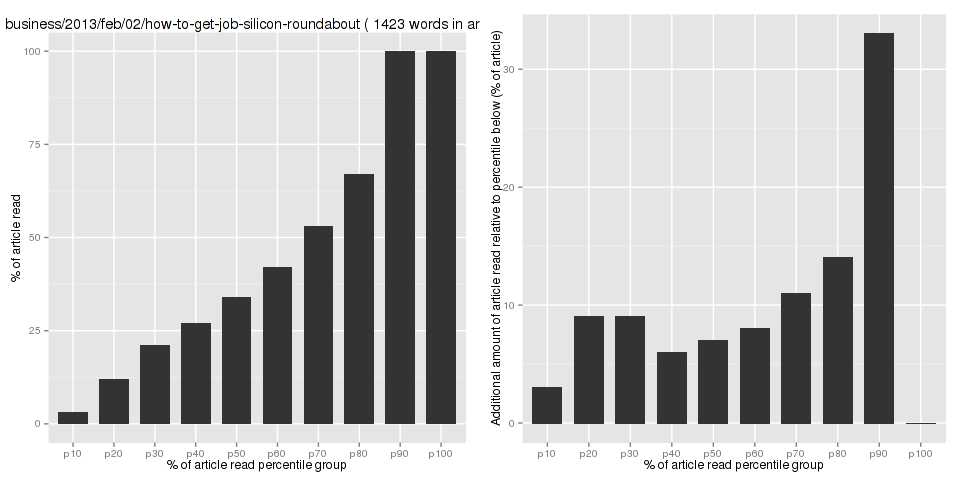 business/2013/feb/02/how-to-get-job-silicon-roundabout ( 1423 words in ar
% of article read
100
75
50
25
0
p10 p20 p30 p40 p50 p60 p70 p80 p90 p100
% of article read percentile group
Additional amount of article read relative to percentile below (% of article)
30
20
10
0
p10 p20 p30 p40 p50 p60 p70 p80 p90 p100
% of article read percentile group